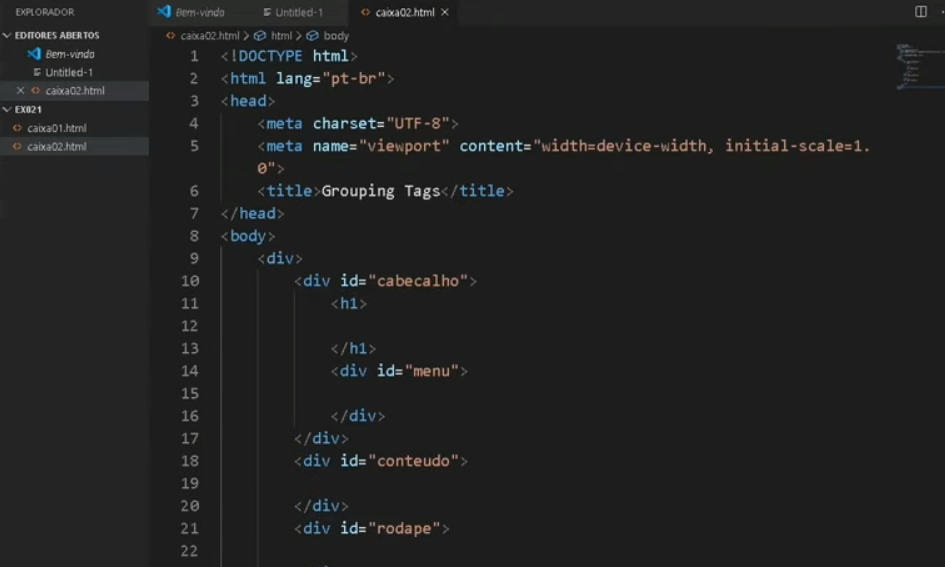 EXPLORADOR
EDITORES ABERTOS
Bem-vindo
Untitled-1
caixa02.html
EX021
caixa01.html
caixa02.html
Bem-vindo
Untitled-1
caixa02.html
caixa02.html > html > body
1 <!DOCTYPE html>
2 <html lang="pt-br">
3 <head>
4 <meta charset="UTF-8">
5 <meta name="viewport" content="width=device-width, initial-scale=1.
0">
6 <title>Grouping Tags</title>
7 </head>
8 <body>
9 <div>
10 <div id="cabecalho">
11 <h1>
12
13 </h1>
14 <div id="menu">
15
16 </div>
17 </div>
18 <div id="conteudo">
19
20 </div>
21 <div id="rodape">
22